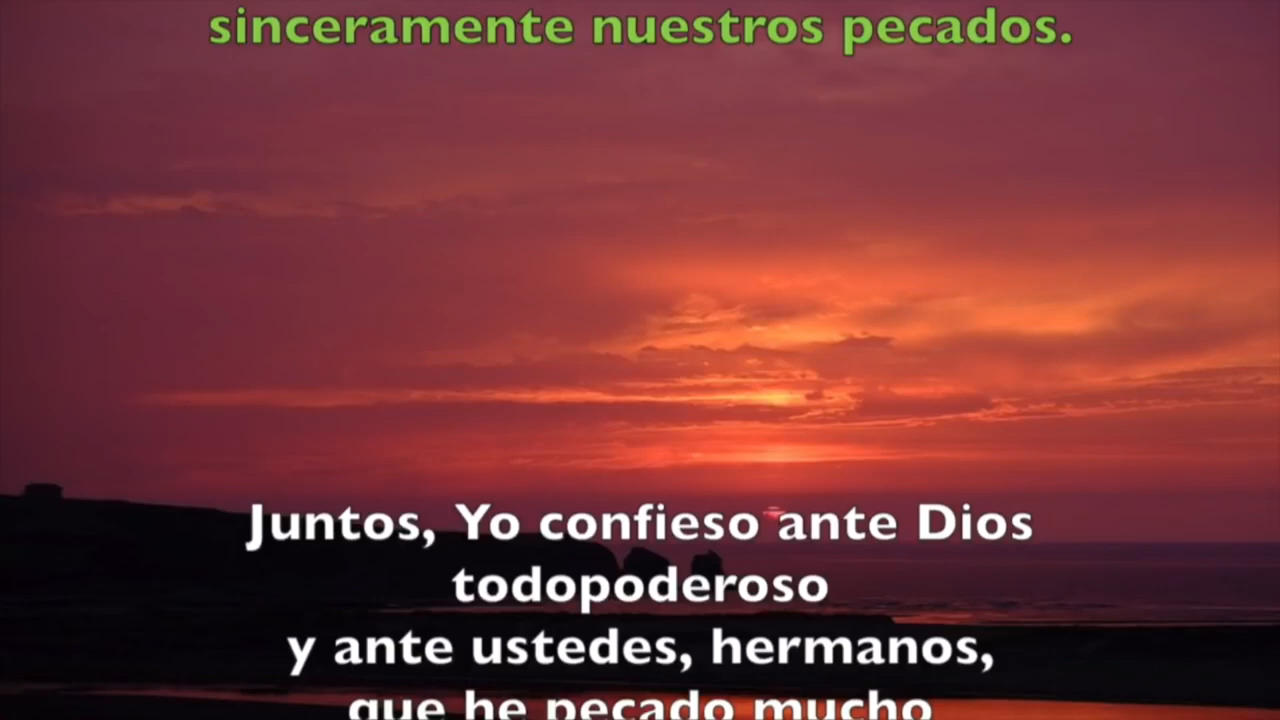 sinceramente nuestros pecados.
Juntos, Yo confieso ante Dios
todopoderoso
y ante ustedes, hermanos,
que he pecado mucho